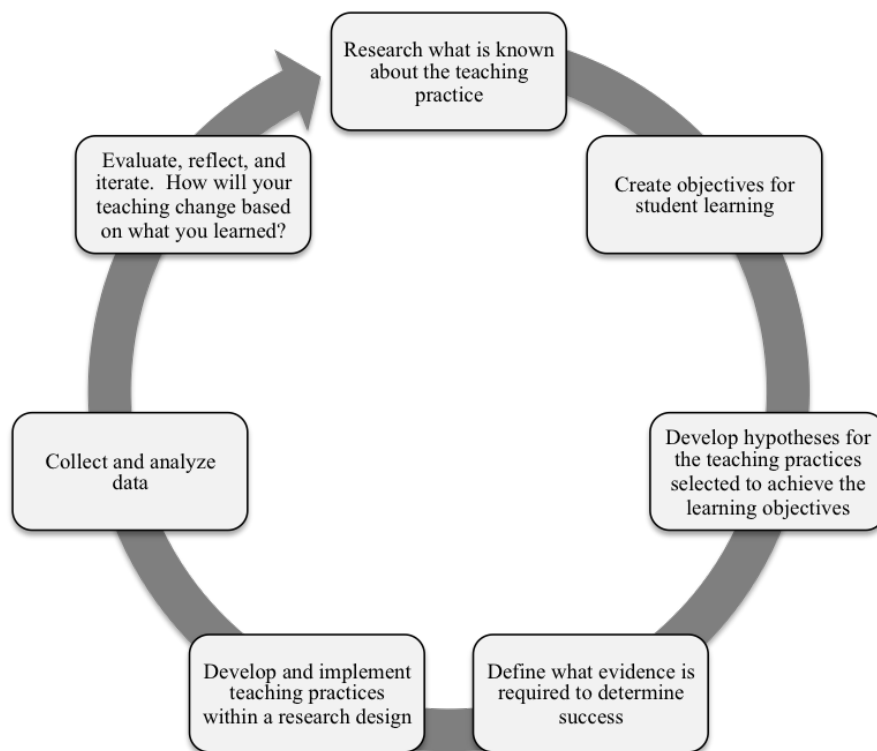 Research what is known
about the teaching
practice
Create objectives for
student learning
Develop hypotheses for
the teaching practices
selected to achieve the
learning objectives
Define what evidence is
required to determine
success
Develop and implement
teaching practices
within a research design
Collect and analyze
data
Evaluate, reflect, and
iterate.  How will your
teaching change based
on what you learned?